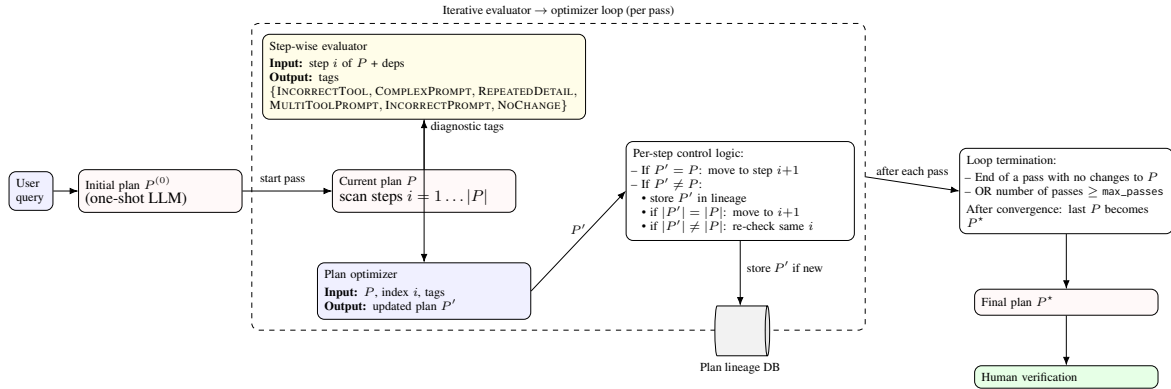 Iterative evaluator → optimizer loop (per pass)
Step-wise evaluator
Input: step i of P + deps
Output: tags
{INCORRECTTOOL, COMPLEXPROMPT, REPEATEDDETAIL,
MULTITOOLPROMPT, INCORRECTPROMPT, NOCHANGE}
diagnostic tags
User
query
Initial plan P⁽⁰⁾
(one-shot LLM)
start pass
Current plan P
scan steps i = 1 … |P|
Plan optimizer
Input: P, index i, tags
Output: updated plan P′
P′
Per-step control logic:
– If P′ = P: move to step i+1
– If P′ ≠ P:
• store P′ in lineage
• if |P′| = |P|: move to i+1
• if |P′| ≠ |P|: re-check same i
store P′ if new
Plan lineage DB
after each pass
Loop termination:
– End of a pass with no changes to P
– OR number of passes ≥ max_passes
After convergence: last P becomes
P⋆
Final plan P⋆
Human verification